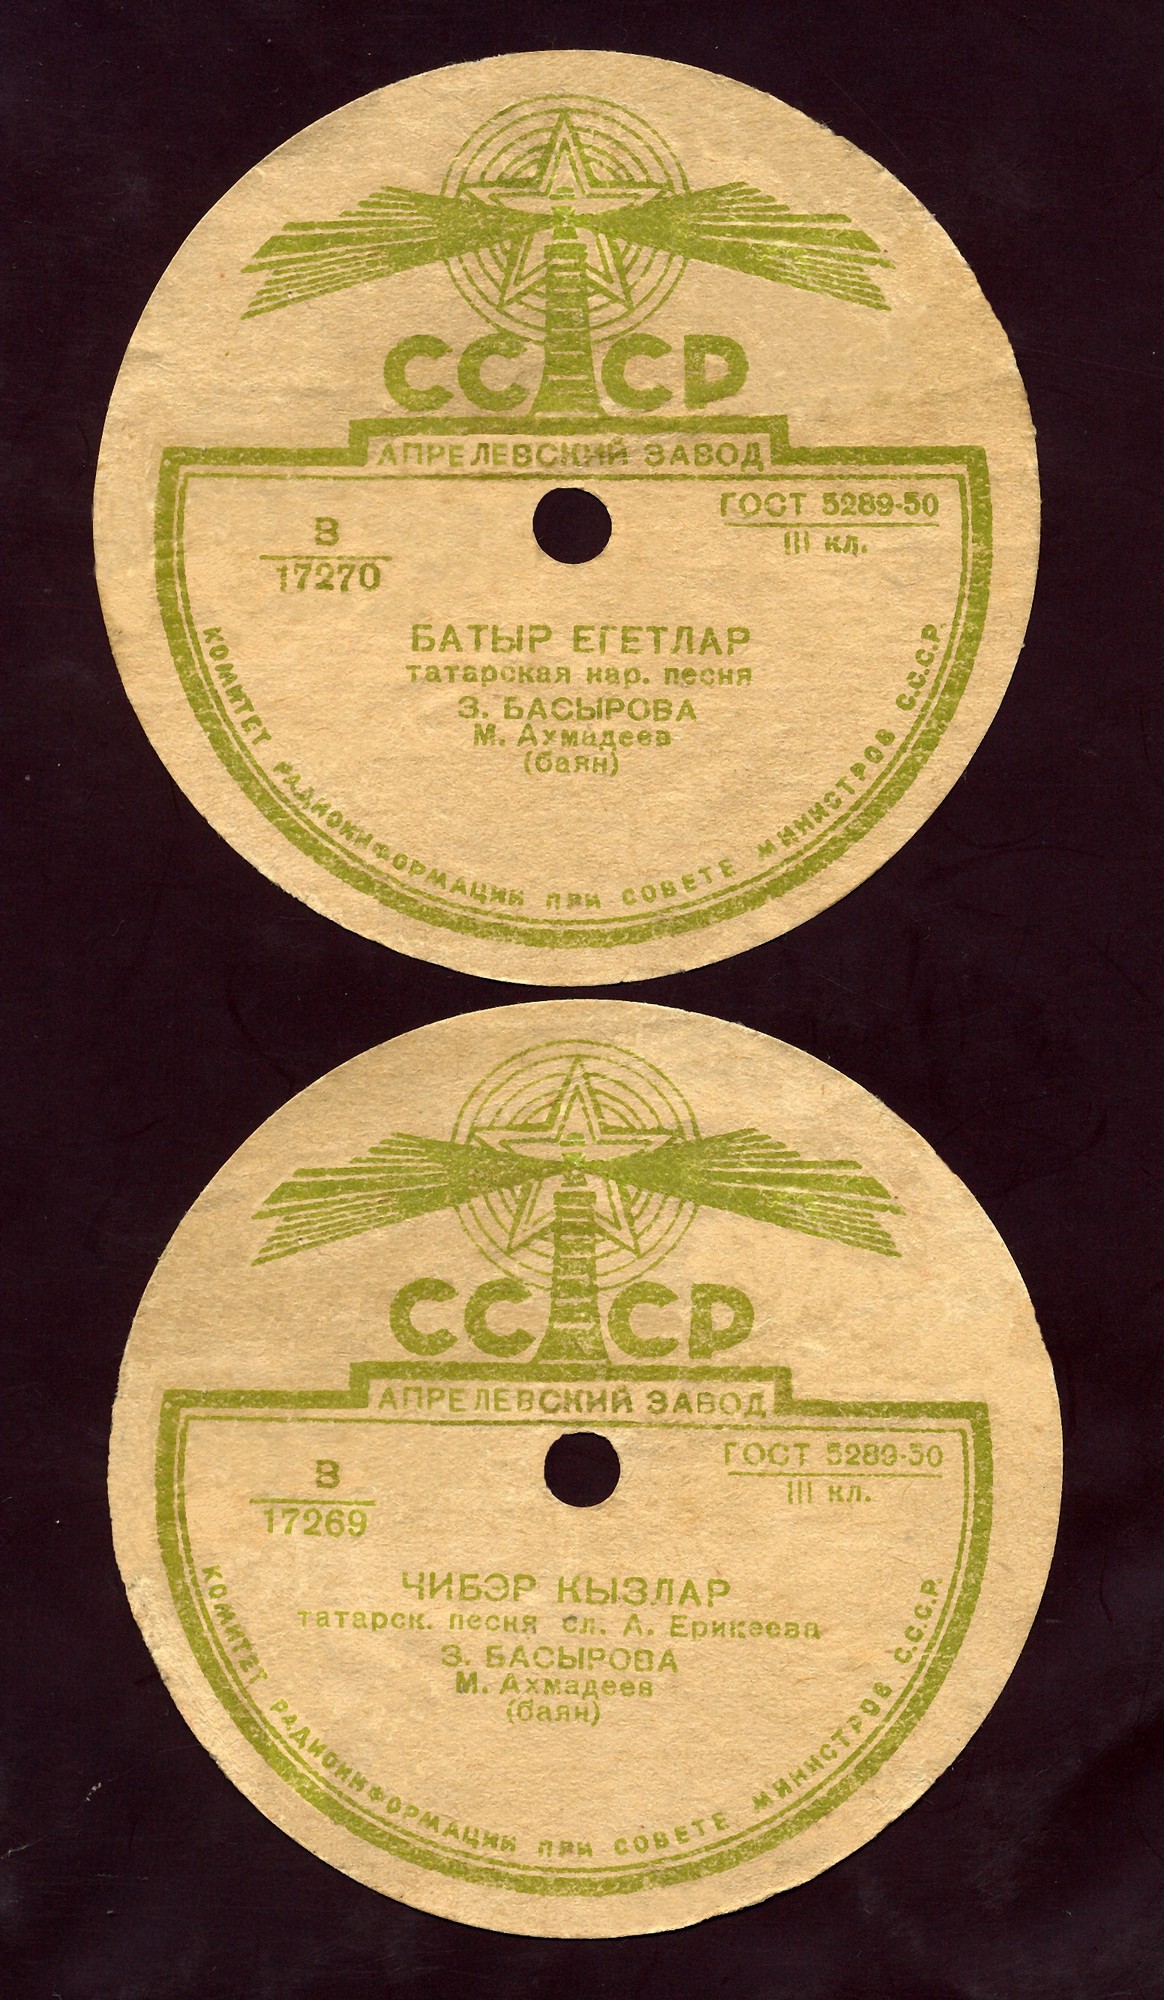 СССР
АПРЕЛЕВСКИЙ ЗАВОД
В
17270
ГОСТ 5289-50
III кл.
БАТЫР ЕГЕТЛАР
татарская нар. песня
З. БАСЫРОВА
М. Ахмадеев
(баян)
КОМИТЕТ РАДИОИНФОРМАЦИИ ПРИ СОВЕТЕ МИНИСТРОВ С.С.С.Р.
СССР
АПРЕЛЕВСКИЙ ЗАВОД
В
17269
ГОСТ 5289-50
III кл.
ЧИБЭР КЫЗЛАР
татарск. песня сл. А. Ерикеева
З. БАСЫРОВА
М. Ахмадеев
(баян)
КОМИТЕТ РАДИОИНФОРМАЦИИ ПРИ СОВЕТЕ МИНИСТРОВ С.С.С.Р.